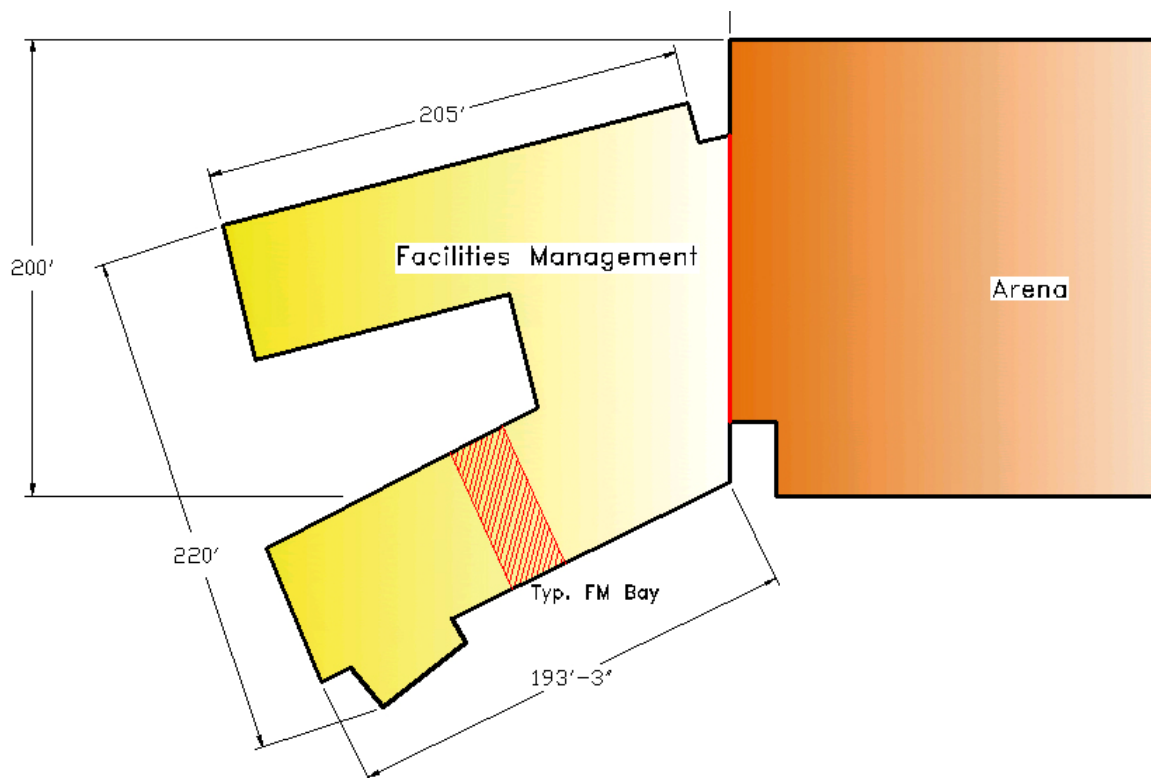 205′
Facilities Management
200′
Arena
220′
Typ. FM Bay
193′-3″